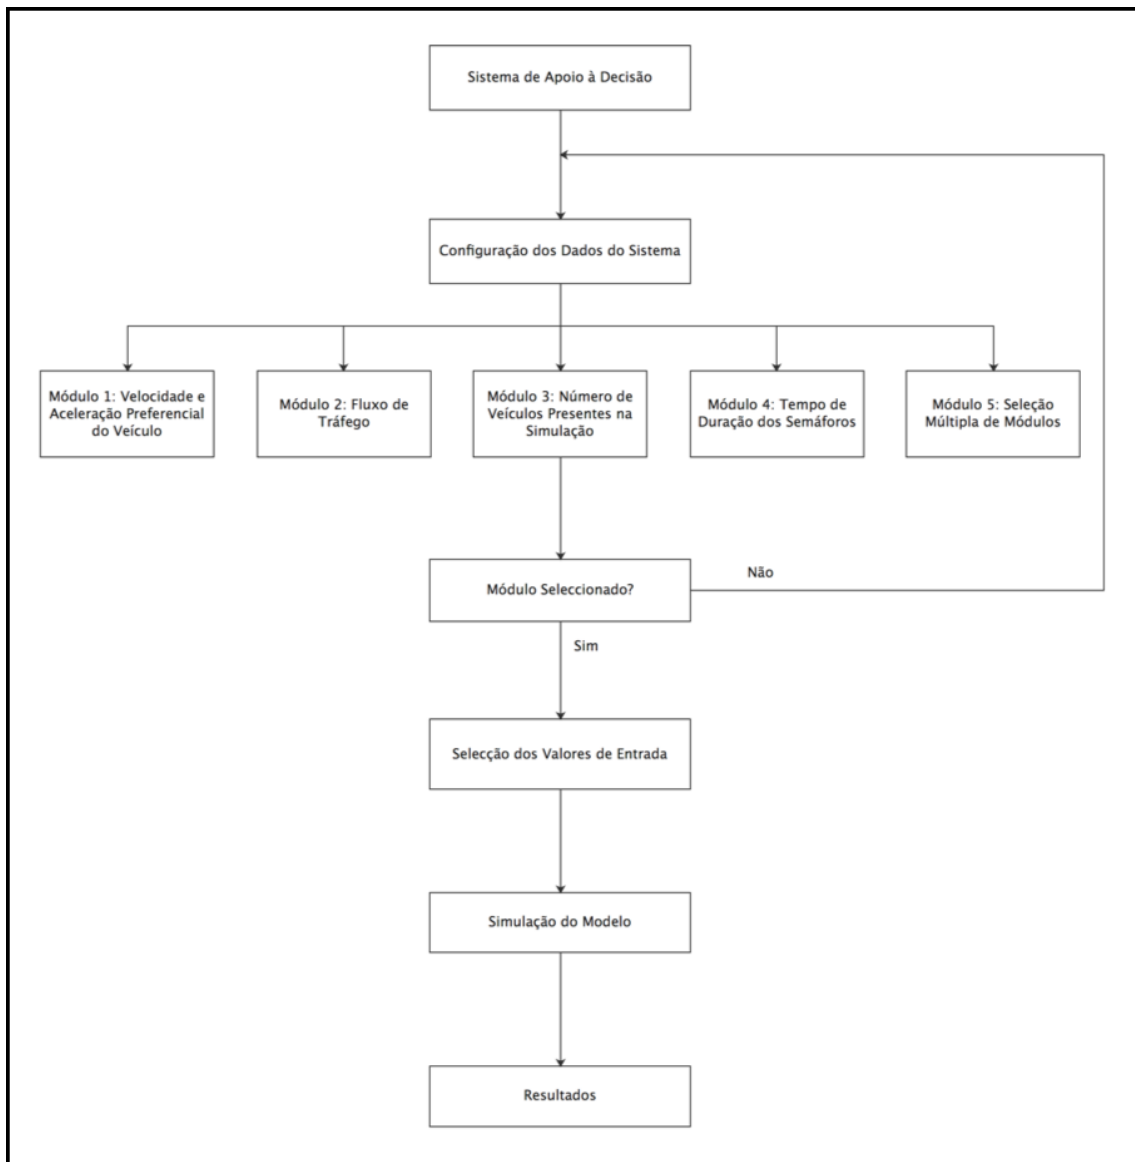 Sistema de Apoio à Decisão
Configuração dos Dados do Sistema
Módulo 1: Velocidade e
Aceleração Preferencial
do Veículo
Módulo 2: Fluxo de
Tráfego
Módulo 3: Número de
Veículos Presentes na
Simulação
Módulo 4: Tempo de
Duração dos Semáforos
Módulo 5: Seleção
Múltipla de Módulos
Módulo Seleccionado?
Não
Sim
Selecção dos Valores de Entrada
Simulação do Modelo
Resultados